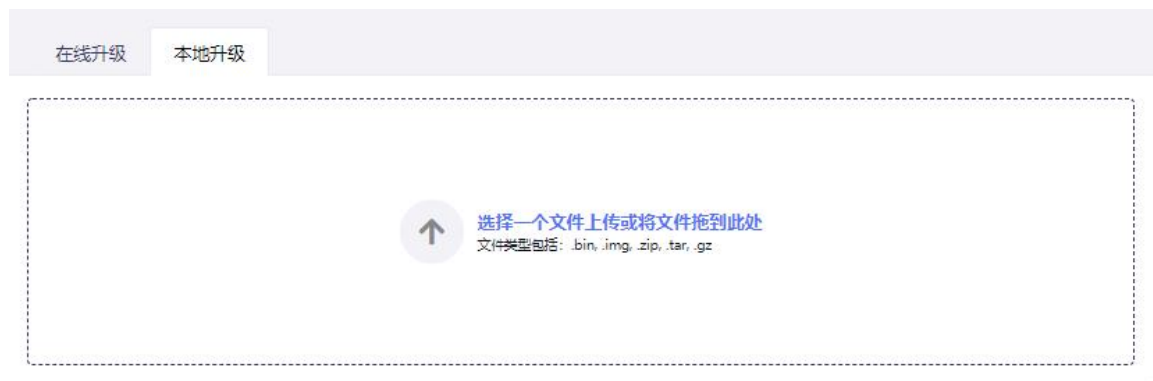 在线升级 本地升级
选择一个文件上传或将文件拖到此处
文件类型包括: .bin, .img, .zip, .tar, .gz